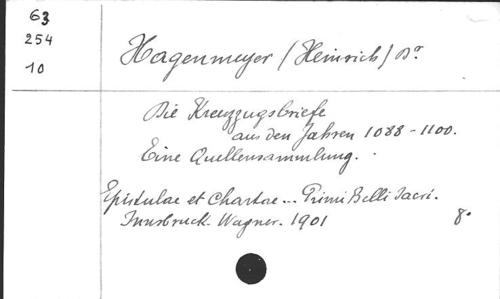 63
254
10
Hagenmeyer (Heinrich) Dr.
Die Kreuzzugsbriefe
aus den Jahren 1088-1100.
Eine Quellensammlung.
Epistulae et Chartae... Primi Belli Sacri.
Innsbruck. Wagner. 1901
8º